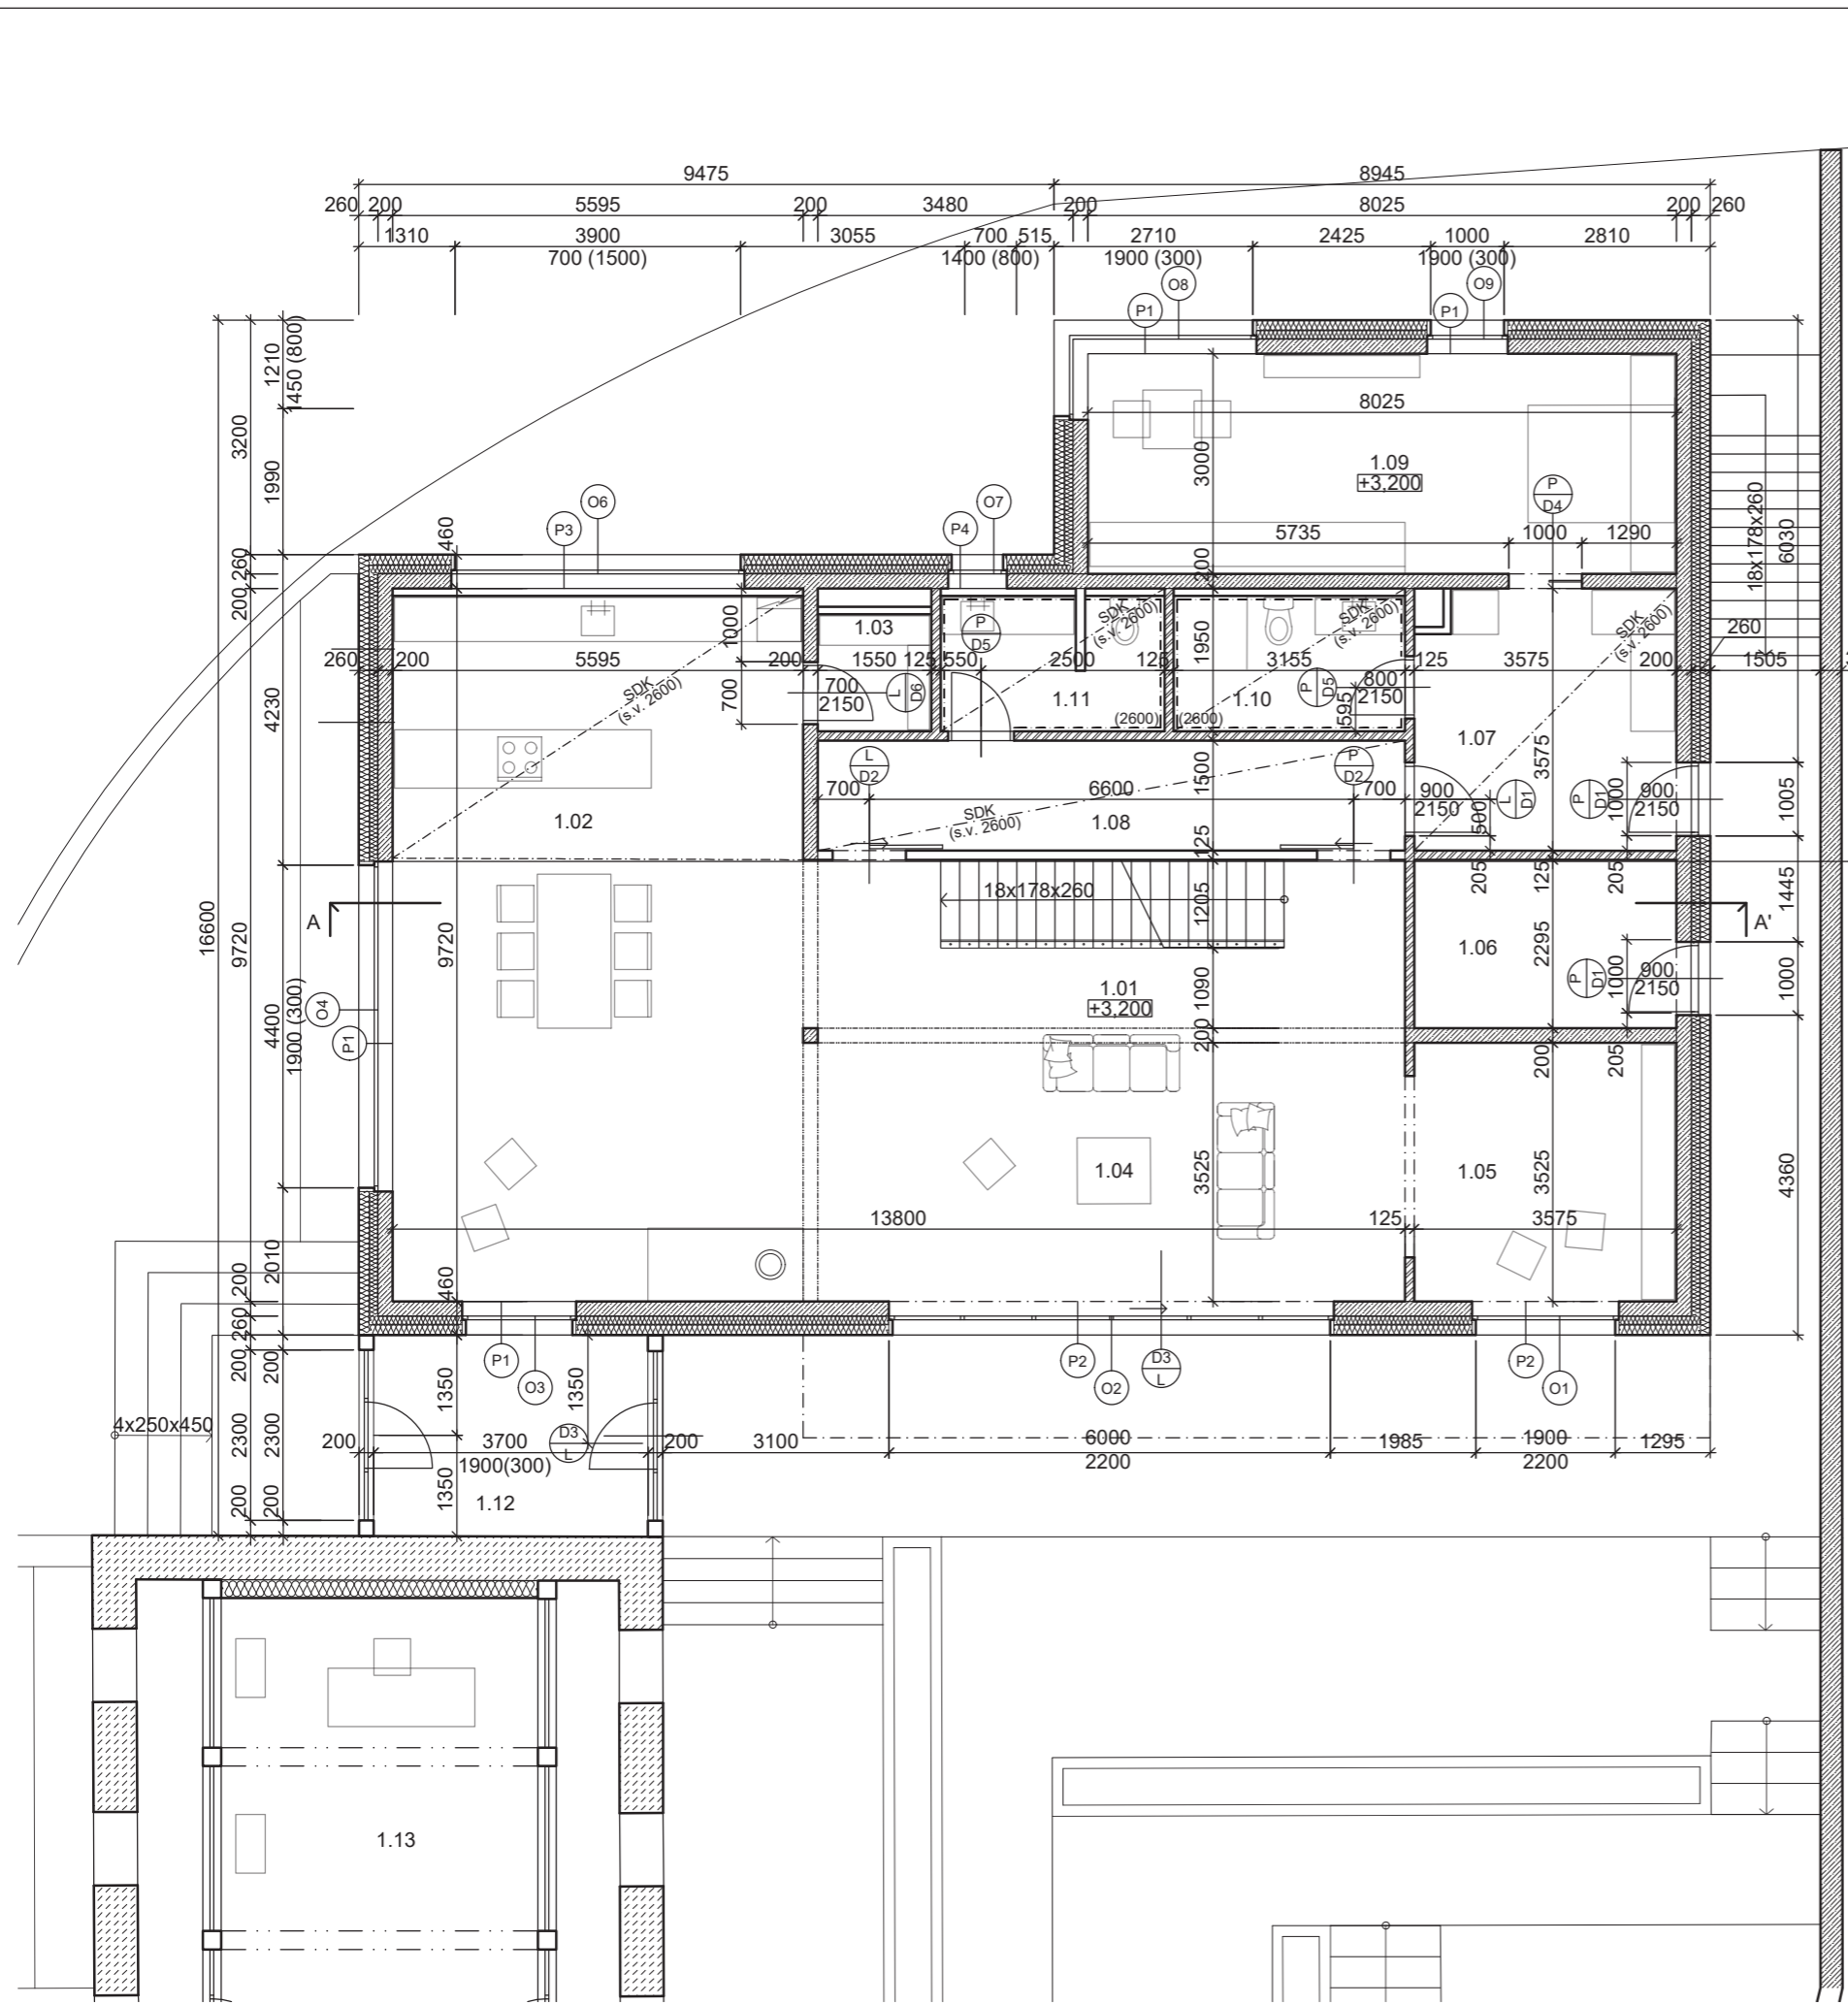 9475 8945
260 200 5595 200 3480 200 8025 200 260
1310 3900 3055 700 515 2710 2425 1000 2810
700 (1500) 1400 (800) 1900 (300) 1900 (300)
O8 O9
P1 P1
1210
1450 (800)
3200
1990
8025
3000
1.09
+3,200
P
D4
O6 O7
P3 P4
460
5735 1000 1290
18x178x260
6030
260
200
200
1000
1.03
P
D5
SDK
(s.v. 2600)
1950
SDK
(s.v. 2600)
SDK
(s.v. 2600)
260
260 200 5595 200 1550 125 550 2500 125 3155 125 3575 200 1505
SDK
(s.v. 2600)
700
700
2150
L
D6
1.11
(2600)
(2600)
1.10
P
D5
800
2150
595
4230
1.07
3575
L
D2
P
D2
1500
700 6600 700
900
2150
L
D1
P
D1
1000
900
2150
1005
1.02
SDK
(s.v. 2600)
1.08
500
125
205 125 205
18x178x260
1205
1445
A A'
16600
9720
9720
2295
1.06
P
D1
1000
900
2150
1000
1.01
+3,200
1090
O4
P1
4400
1900 (300)
200
200
205
1.04
3525
1.05
3525
4360
13800 125 3575
2010
200
460
260
P1
O3
P2
O2
D3
L
P2
O1
200 200
1350
1350
4x250x450
2300 2300
200 3700
D3
L
200 3100 6000 1985 1900 1295
1900(300) 2200 2200
1350
1.12
200 200
1.13